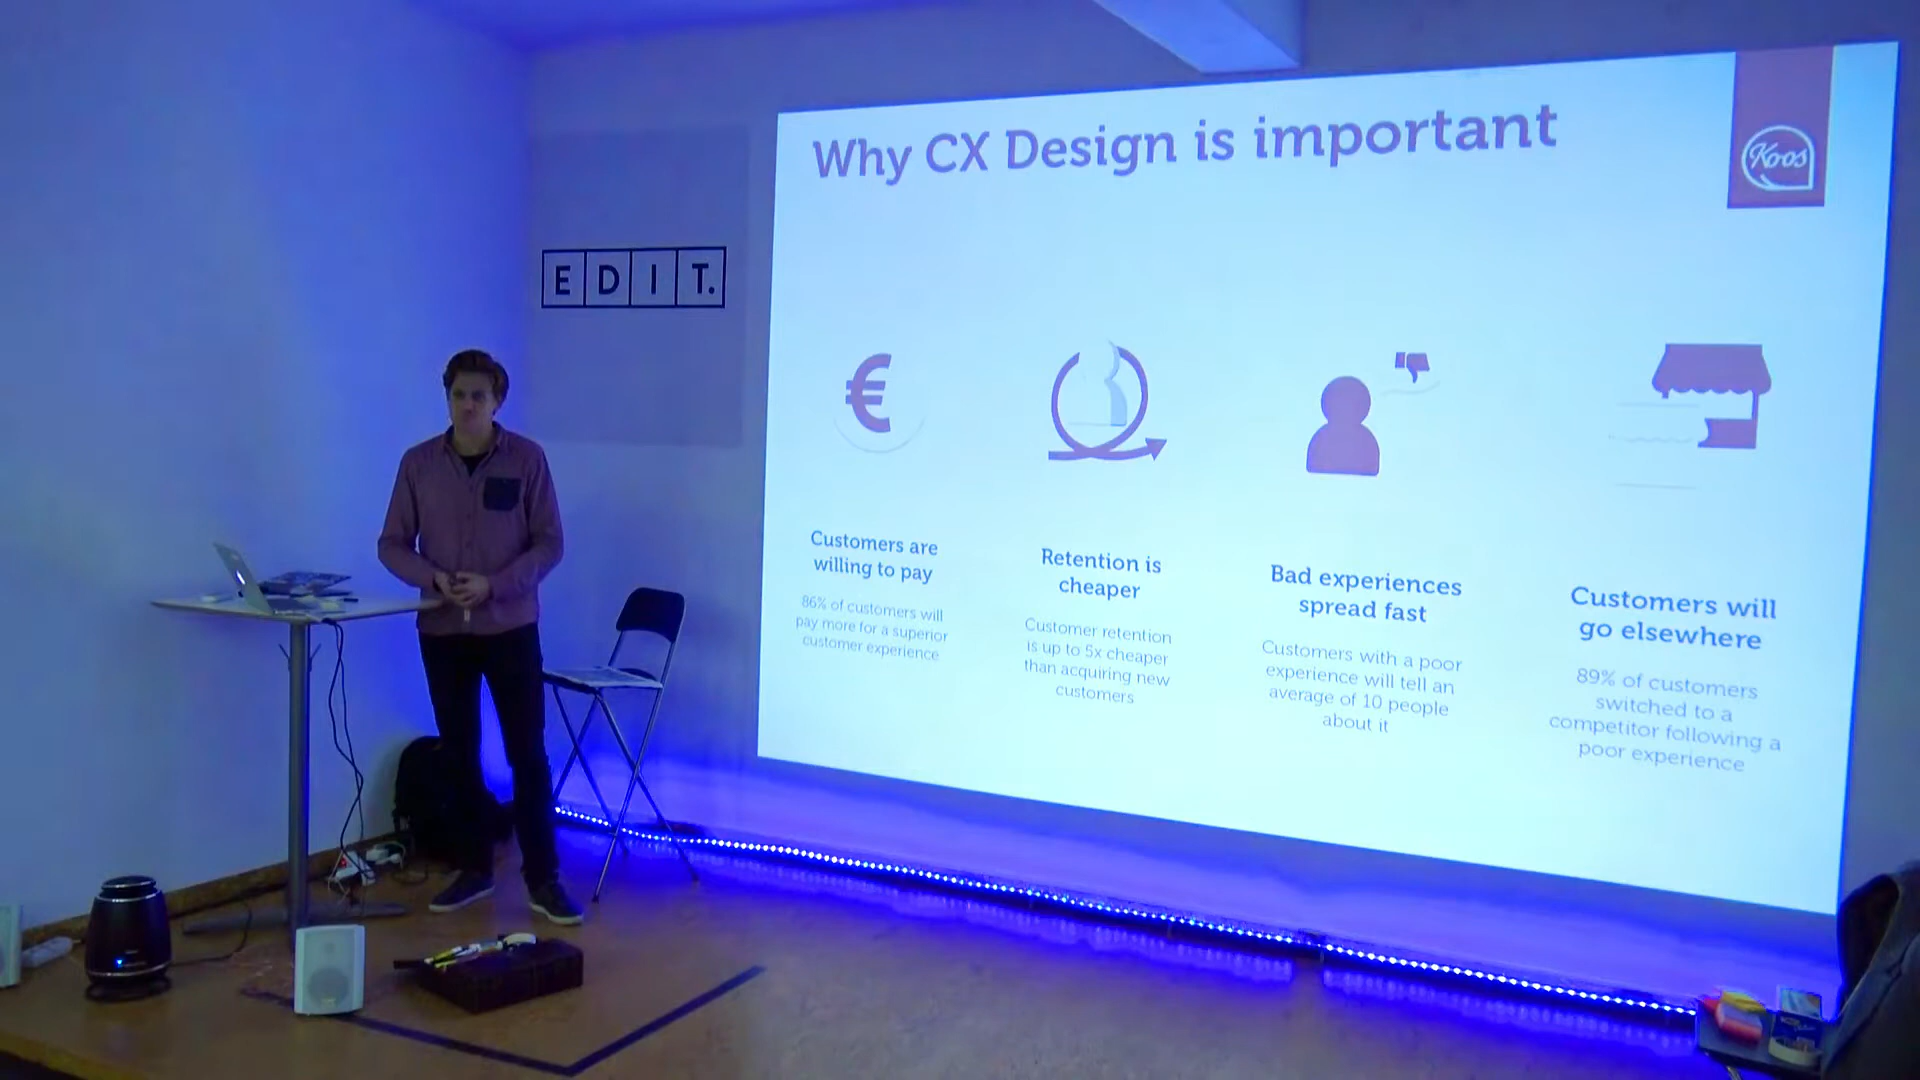 Why CX Design is important
Koos
EDIT.
€
Customers are
willing to pay
86% of customers will
pay more for a superior
customer experience
Retention is
cheaper
Customer retention
is up to 5x cheaper
than acquiring new
customers
Bad experiences
spread fast
Customers with a poor
experience will tell an
average of 10 people
about it
Customers will
go elsewhere
89% of customers
switched to a
competitor following a
poor experience